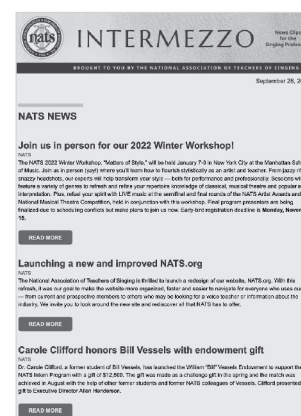 nats
INTERMEZZO
News Clips
for the
Singing Profes
BROUGHT TO YOU BY THE NATIONAL ASSOCIATION OF TEACHERS OF SINGING
September 28, 2
NATS NEWS
Join us in person for our 2022 Winter Workshop!
NATS
The NATS 2022 Winter Workshop, "Matters of Style," will be held January 7-9 in New York City at the Manhattan Sch
of Music. Join us in person (say!) where you'll learn how to flourish stylistically as an artist and teacher. From jazzy rif
snazzy headshots, our experts will help transform your style — both for performance and professionally. Sessions wi
feature a variety of genres to refresh and refine your repertoire knowledge of classical, musical theatre and popular a
interpretation. Plus, refuel your spirit with LIVE music at the semifinal and final rounds of the NATS Artist Awards and
National Musical Theatre Competition, held in conjunction with this workshop. Final program presenters are being
finalized due to scheduling conflicts but make plans to join us now. Early-bird registration deadline is Monday, Novem
15.
READ MORE
Launching a new and improved NATS.org
NATS
The National Association of Teachers of Singing is thrilled to launch a redesign of our website, NATS.org. With this
refresh, it was our goal to make the website more organized, faster and easier to navigate for everyone who uses our
— from current and prospective members to others who may be looking for a voice teacher or information about the
industry. We invite you to look around the new site and rediscover all that NATS has to offer.
READ MORE
Carole Clifford honors Bill Vessels with endowment gift
NATS
Dr. Carole Clifford, a former student of Bill Vessels, has launched the William "Bill" Vessels Endowment to support the
NATS Intern Program with a gift of $12,500. The gift was made as a challenge gift in the spring and the match was
achieved in August with the help of other former students and former NATS colleagues of Vessels. Clifford presented
gift to Executive Director Allen Henderson.
READ MORE